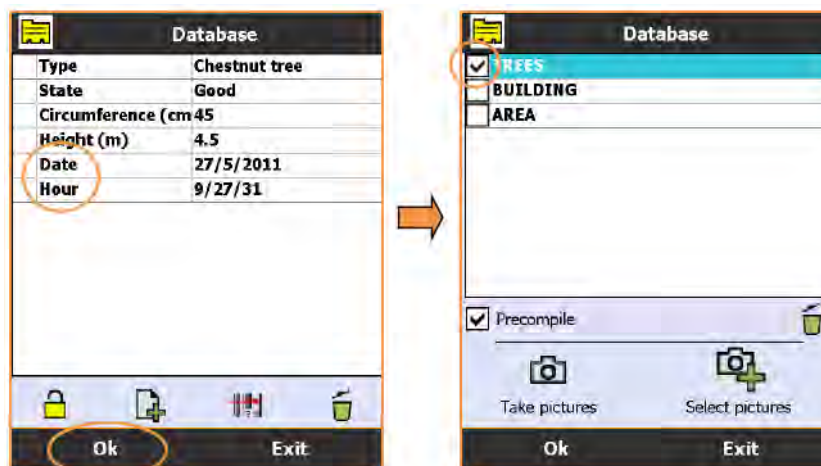 Database
Type Chestnut tree
State Good
Circumference (cm 45
Height (m) 4.5
Date 27/5/2011
Hour 9/27/31
Ok Exit
Database
TREES
BUILDING
AREA
Precompile
Take pictures Select pictures
Ok Exit